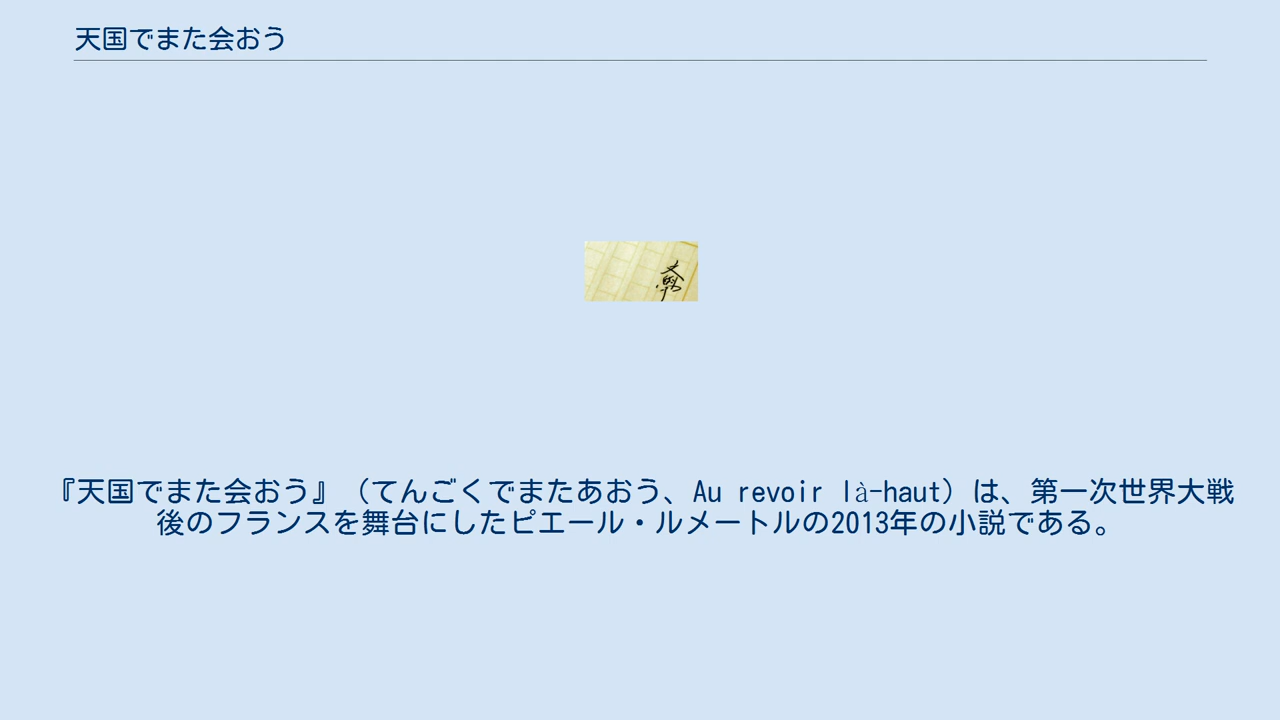 天国でまた会おう
『天国でまた会おう』（てんごくでまたあおう、Au revoir là-haut）は、第一次世界大戦
後のフランスを舞台にしたピエール・ルメートルの2013年の小説である。